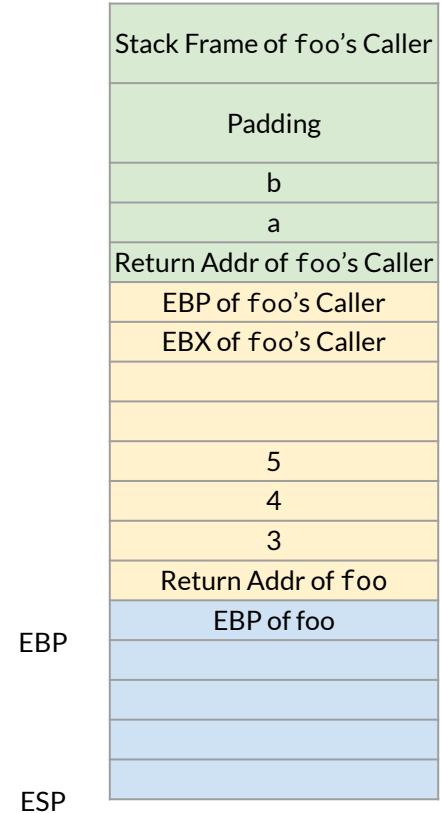 Stack Frame of foo's Caller
Padding
b
a
Return Addr of foo's Caller
EBP of foo's Caller
EBX of foo's Caller
5
4
3
Return Addr of foo
EBP of foo
EBP
ESP